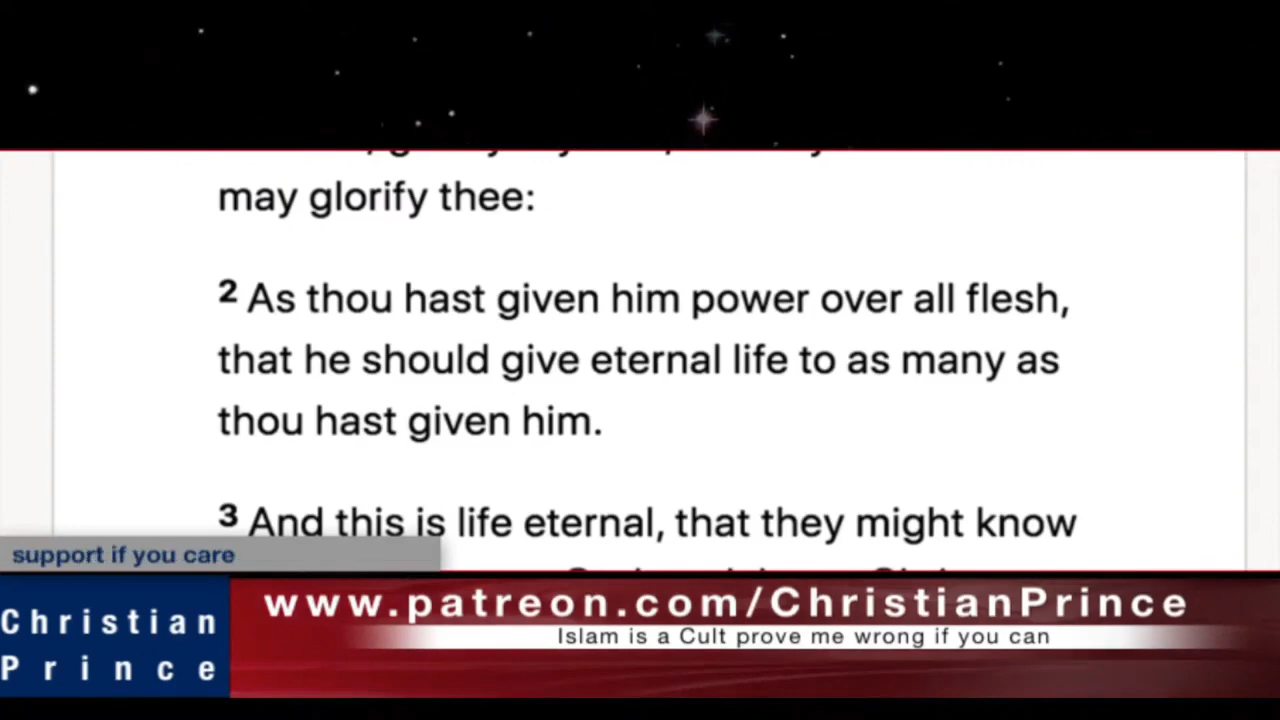 may glorify thee:
2 As thou hast given him power over all flesh,
that he should give eternal life to as many as
thou hast given him.
3 And this is life eternal, that they might know
support if you care
Christian
Prince
www.patreon.com/ChristianPrince
Islam is a Cult prove me wrong if you can